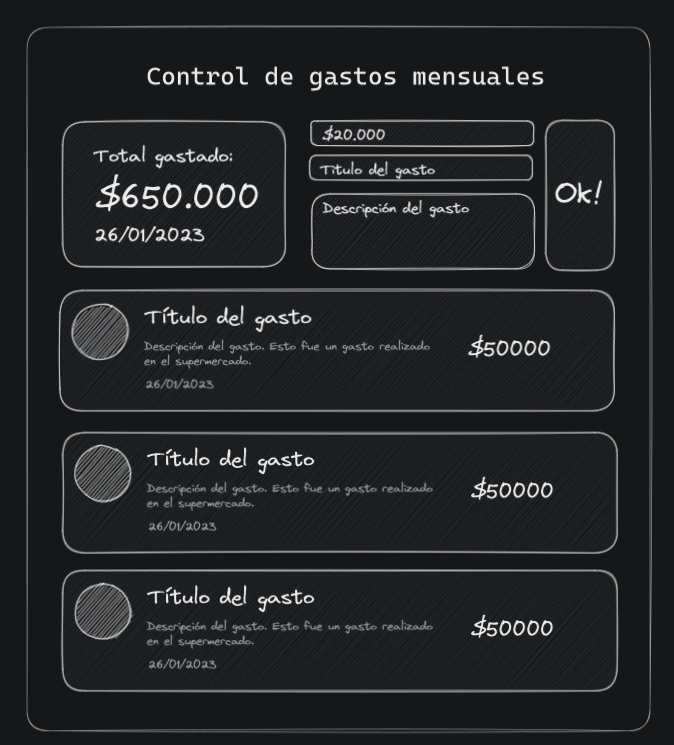 Control de gastos mensuales
Total gastado:
$650.000
26/01/2023
$20.000
Titulo del gasto
Descripción del gasto
Ok!
Título del gasto
Descripción del gasto. Esto fue un gasto realizado
en el supermercado.
26/01/2023
$50000
Título del gasto
Descripción del gasto. Esto fue un gasto realizado
en el supermercado.
26/01/2023
$50000
Título del gasto
Descripción del gasto. Esto fue un gasto realizado
en el supermercado.
26/01/2023
$50000